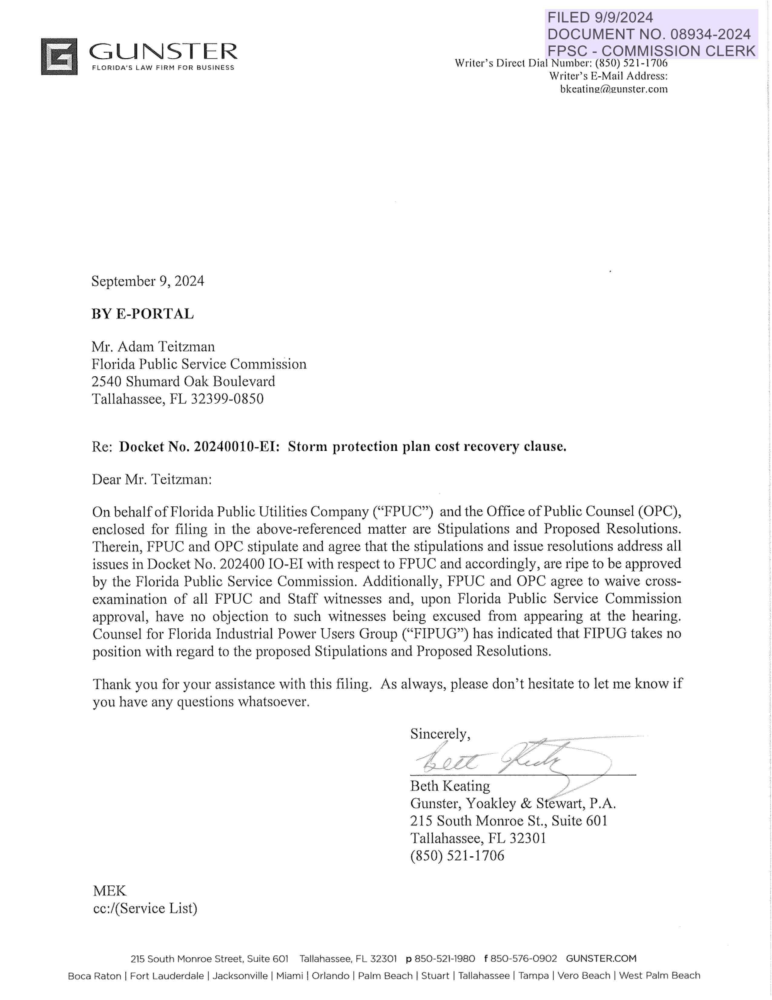 FILED 9/9/2024
DOCUMENT NO. 08934-2024
FPSC - COMMISSION CLERK
GUNSTER
FLORIDA'S LAW FIRM FOR BUSINESS
Writer's Direct Dial Number: (850) 521-1706
Writer's E-Mail Address:
bkeating@gunster.com
September 9, 2024
BY E-PORTAL
Mr. Adam Teitzman
Florida Public Service Commission
2540 Shumard Oak Boulevard
Tallahassee, FL 32399-0850
Re: Docket No. 20240010-EI: Storm protection plan cost recovery clause.
Dear Mr. Teitzman:
On behalf of Florida Public Utilities Company (“FPUC”) and the Office of Public Counsel (OPC),
enclosed for filing in the above-referenced matter are Stipulations and Proposed Resolutions.
Therein, FPUC and OPC stipulate and agree that the stipulations and issue resolutions address all
issues in Docket No. 202400 IO-EI with respect to FPUC and accordingly, are ripe to be approved
by the Florida Public Service Commission. Additionally, FPUC and OPC agree to waive cross-
examination of all FPUC and Staff witnesses and, upon Florida Public Service Commission
approval, have no objection to such witnesses being excused from appearing at the hearing.
Counsel for Florida Industrial Power Users Group (“FIPUG”) has indicated that FIPUG takes no
position with regard to the proposed Stipulations and Proposed Resolutions.
Thank you for your assistance with this filing. As always, please don't hesitate to let me know if
you have any questions whatsoever.
Sincerely,
Beth Keating
Gunster, Yoakley & Stewart, P.A.
215 South Monroe St., Suite 601
Tallahassee, FL 32301
(850) 521-1706
MEK
cc:/(Service List)
215 South Monroe Street, Suite 601 Tallahassee, FL 32301 p 850-521-1980 f 850-576-0902 GUNSTER.COM
Boca Raton | Fort Lauderdale | Jacksonville | Miami | Orlando | Palm Beach | Stuart | Tallahassee | Tampa | Vero Beach | West Palm Beach